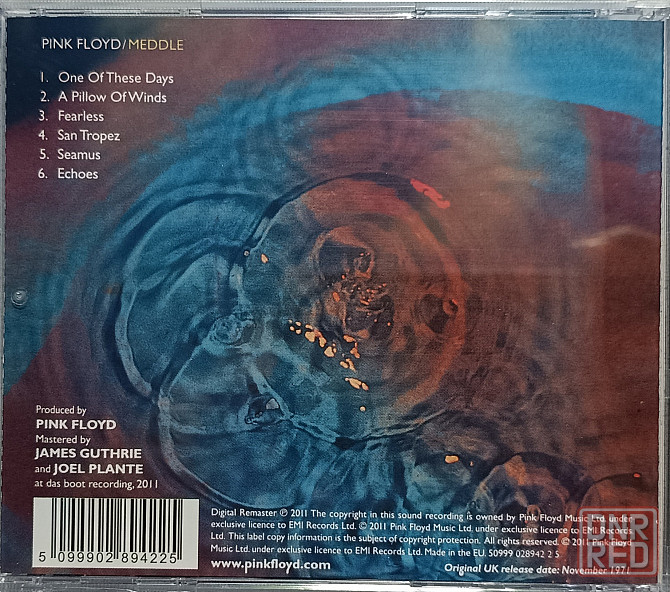 PINK FLOYD/MEDDLE
1. One Of These Days
2. A Pillow Of Winds
3. Fearless
4. San Tropez
5. Seamus
6. Echoes
Produced by
PINK FLOYD
Mastered by
JAMES GUTHRIE
and JOEL PLANTE
at das boot recording, 2011
5 099902 894225
Digital Remaster ℗ 2011 The copyright in this sound recording is owned by Pink Floyd Music Ltd. under
exclusive licence to EMI Records Ltd. © 2011 Pink Floyd Music Ltd. under exclusive licence to EMI Records
Ltd. This label copy information is the subject of copyright protection. All rights reserved. © 2011 Pink Floyd
Music Ltd. under exclusive licence to EMI Records Ltd. Made in the EU. 50999 028942 2 5
www.pinkfloyd.com
Original UK release date: November 1971
FOR
RED